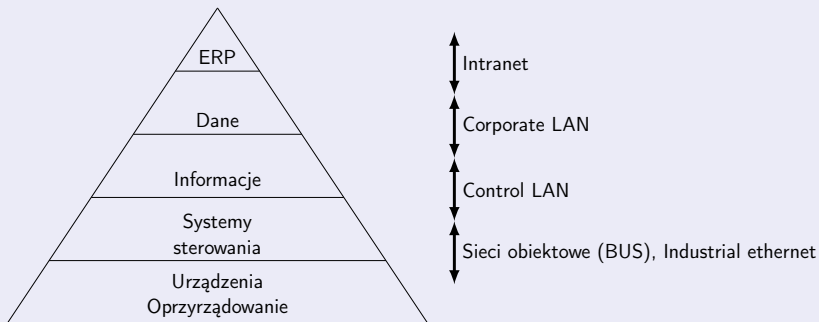 ERP
Intranet
Dane
Corporate LAN
Informacje
Control LAN
Systemy
sterowania
Sieci obiektowe (BUS), Industrial ethernet
Urządzenia
Oprzyrządowanie